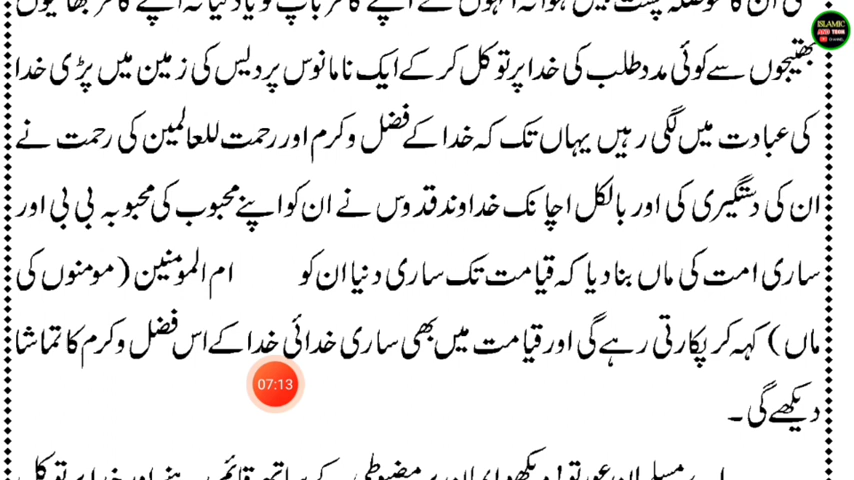 بھتیجوں سے کوئی مدد طلب کی خدا پر توکل کر کے ایک نامانوس پردیس کی زمین میں پڑی خدا
کی عبادت میں لگی رہیں یہاں تک کہ خدا کے فضل وکرم اور رحمت للعالمین کی رحمت نے
ان کی دستگیری کی اور بالکل اچانک خداوند قدوس نے ان کو اپنے محبوب کی محبوبہ بی بی اور
ساری امت کی ماں بنا دیا کہ قیامت تک ساری دنیا ان کو ام المومنین (مومنوں کی
ماں) کہہ کر پکارتی رہے گی اور قیامت میں بھی ساری خدائی خدا کے اس فضل وکرم کا تماشا
دیکھے گی۔
07:13
ISLAMIC